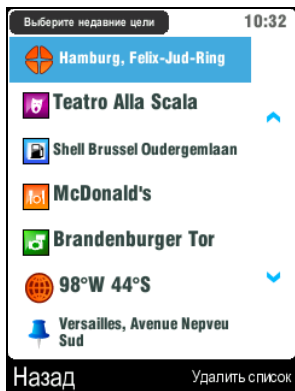 Выберите недавние цели
10:32
Hamburg, Felix-Jud-Ring
Teatro Alla Scala
Shell Brussel Oudergemlaan
McDonald's
Brandenburger Tor
98°W 44°S
Versailles, Avenue Nepveu
Sud
Назад
Удалить список